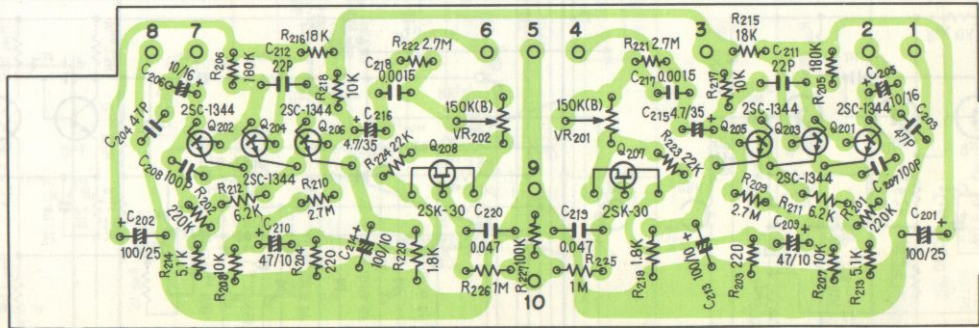 8
7
6
5
4
3
2
1
R206
180K
R216 18K
C212
22P
R218
10K
R222 2.7M
C218
0.0015
R221 2.7M
C217 0.0015
R215
18K
C211
22P
R217
10K
R205
180K
C205
10/16
C203
47P
10/16
C206
C204 47P
2SC-1344
Q202
2SC-1344
Q204
Q206
C216
4.7/35
150K(B)
VR202
150K(B)
VR201
C215 4.7/35
2SC-1344
Q205
Q203
2SC-1344
Q201
C208
100P
2SC-1344
R224 22K
Q208
Q207
R223 22K
2SC-1344
C207 100P
R202
220K
R212
6.2K
R210
2.7M
2SK-30
9
2SK-30
R209
2.7M
R211 6.2K
R201
220K
C202
100/25
C210
47/10
C214
100/10
R220
1.8K
C220
0.047
R227 100K
C219
0.047
R218 1.8K
C213 100/10
C209
47/10
C201
100/25
R214
5.1K
R208
10K
R204
220
R226 1M
10
R225
1M
R203
220
R207
10K
R213
5.1K